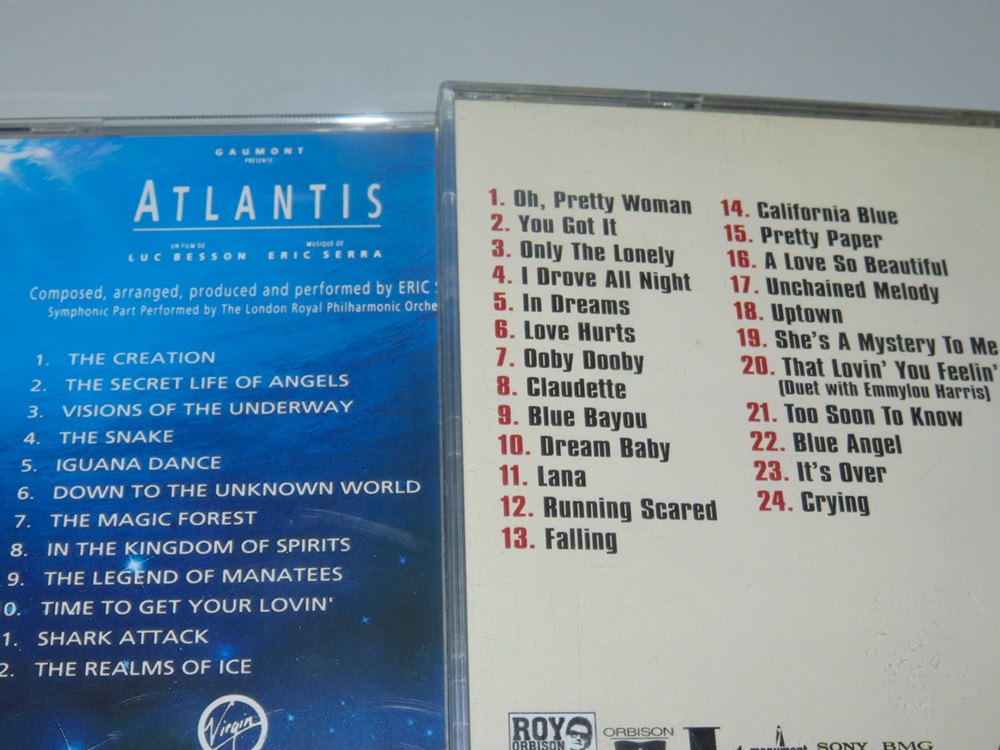 GAUMONT
PRÉSENTE
ATLANTIS
UN FILM DE
LUC BESSON
MUSIQUE DE
ERIC SERRA
Composed, arranged, produced and performed by ERIC
Symphonic Part Performed by The London Royal Philharmonic Orche
1. THE CREATION
2. THE SECRET LIFE OF ANGELS
3. VISIONS OF THE UNDERWAY
4. THE SNAKE
5. IGUANA DANCE
6. DOWN TO THE UNKNOWN WORLD
7. THE MAGIC FOREST
8. IN THE KINGDOM OF SPIRITS
9. THE LEGEND OF MANATEES
0. TIME TO GET YOUR LOVIN'
1. SHARK ATTACK
2. THE REALMS OF ICE
Virgin
1. Oh, Pretty Woman
2. You Got It
3. Only The Lonely
4. I Drove All Night
5. In Dreams
6. Love Hurts
7. Ooby Dooby
8. Claudette
9. Blue Bayou
10. Dream Baby
11. Lana
12. Running Scared
13. Falling
14. California Blue
15. Pretty Paper
16. A Love So Beautiful
17. Unchained Melody
18. Uptown
19. She's A Mystery To Me
20. That Lovin' You Feelin'
(Duet with Emmylou Harris)
21. Too Soon To Know
22. Blue Angel
23. It's Over
24. Crying
ROY
ORBISON
ORBISON
monument
SONY BMG